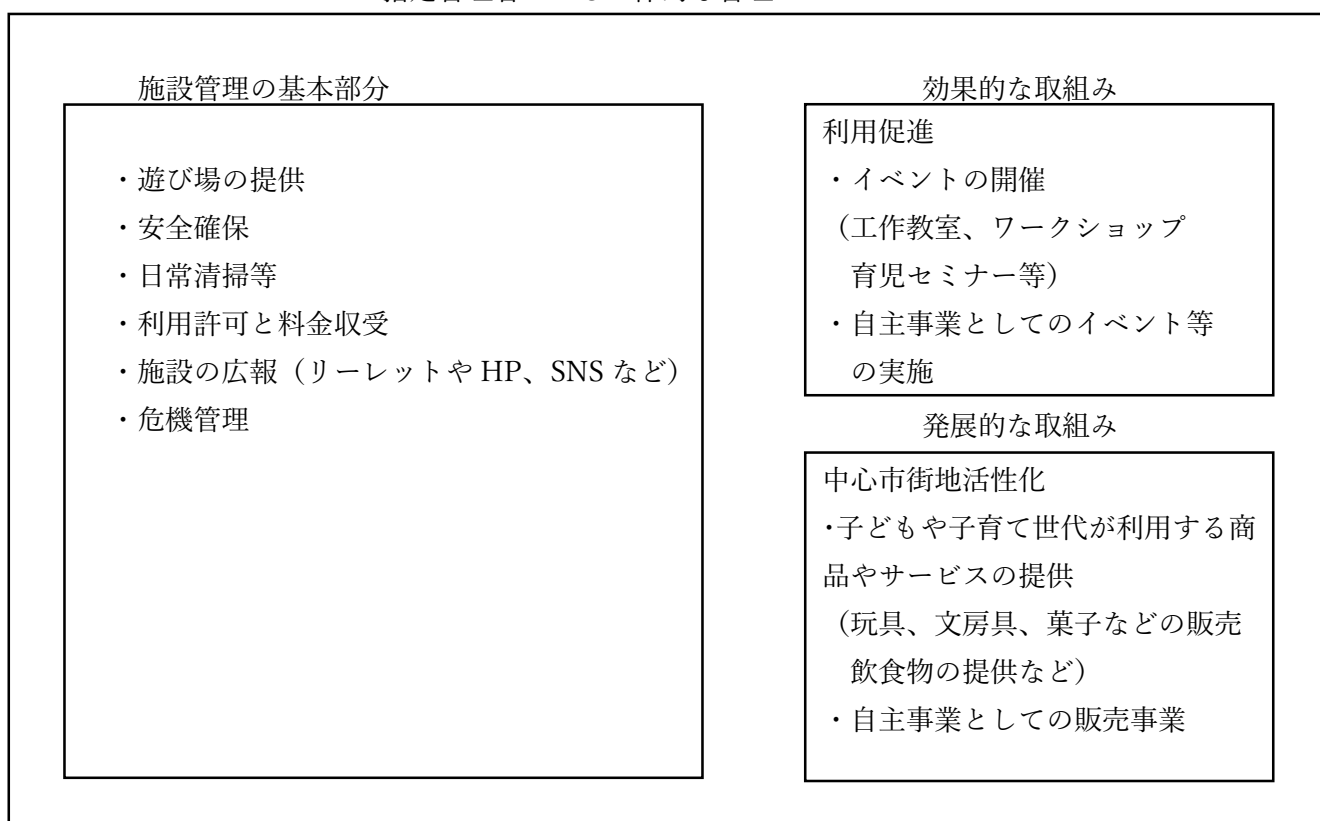 施設管理の基本部分
・遊び場の提供
・安全確保
・日常清掃等
・利用許可と料金収受
・施設の広報（リーレットや HP、SNS など）
・危機管理
効果的な取組み
利用促進
・イベントの開催
（工作教室、ワークショップ
育児セミナー等）
・自主事業としてのイベント等
の実施
発展的な取組み
中心市街地活性化
・子どもや子育て世代が利用する商
品やサービスの提供
（玩具、文房具、菓子などの販売
飲食物の提供など）
・自主事業としての販売事業